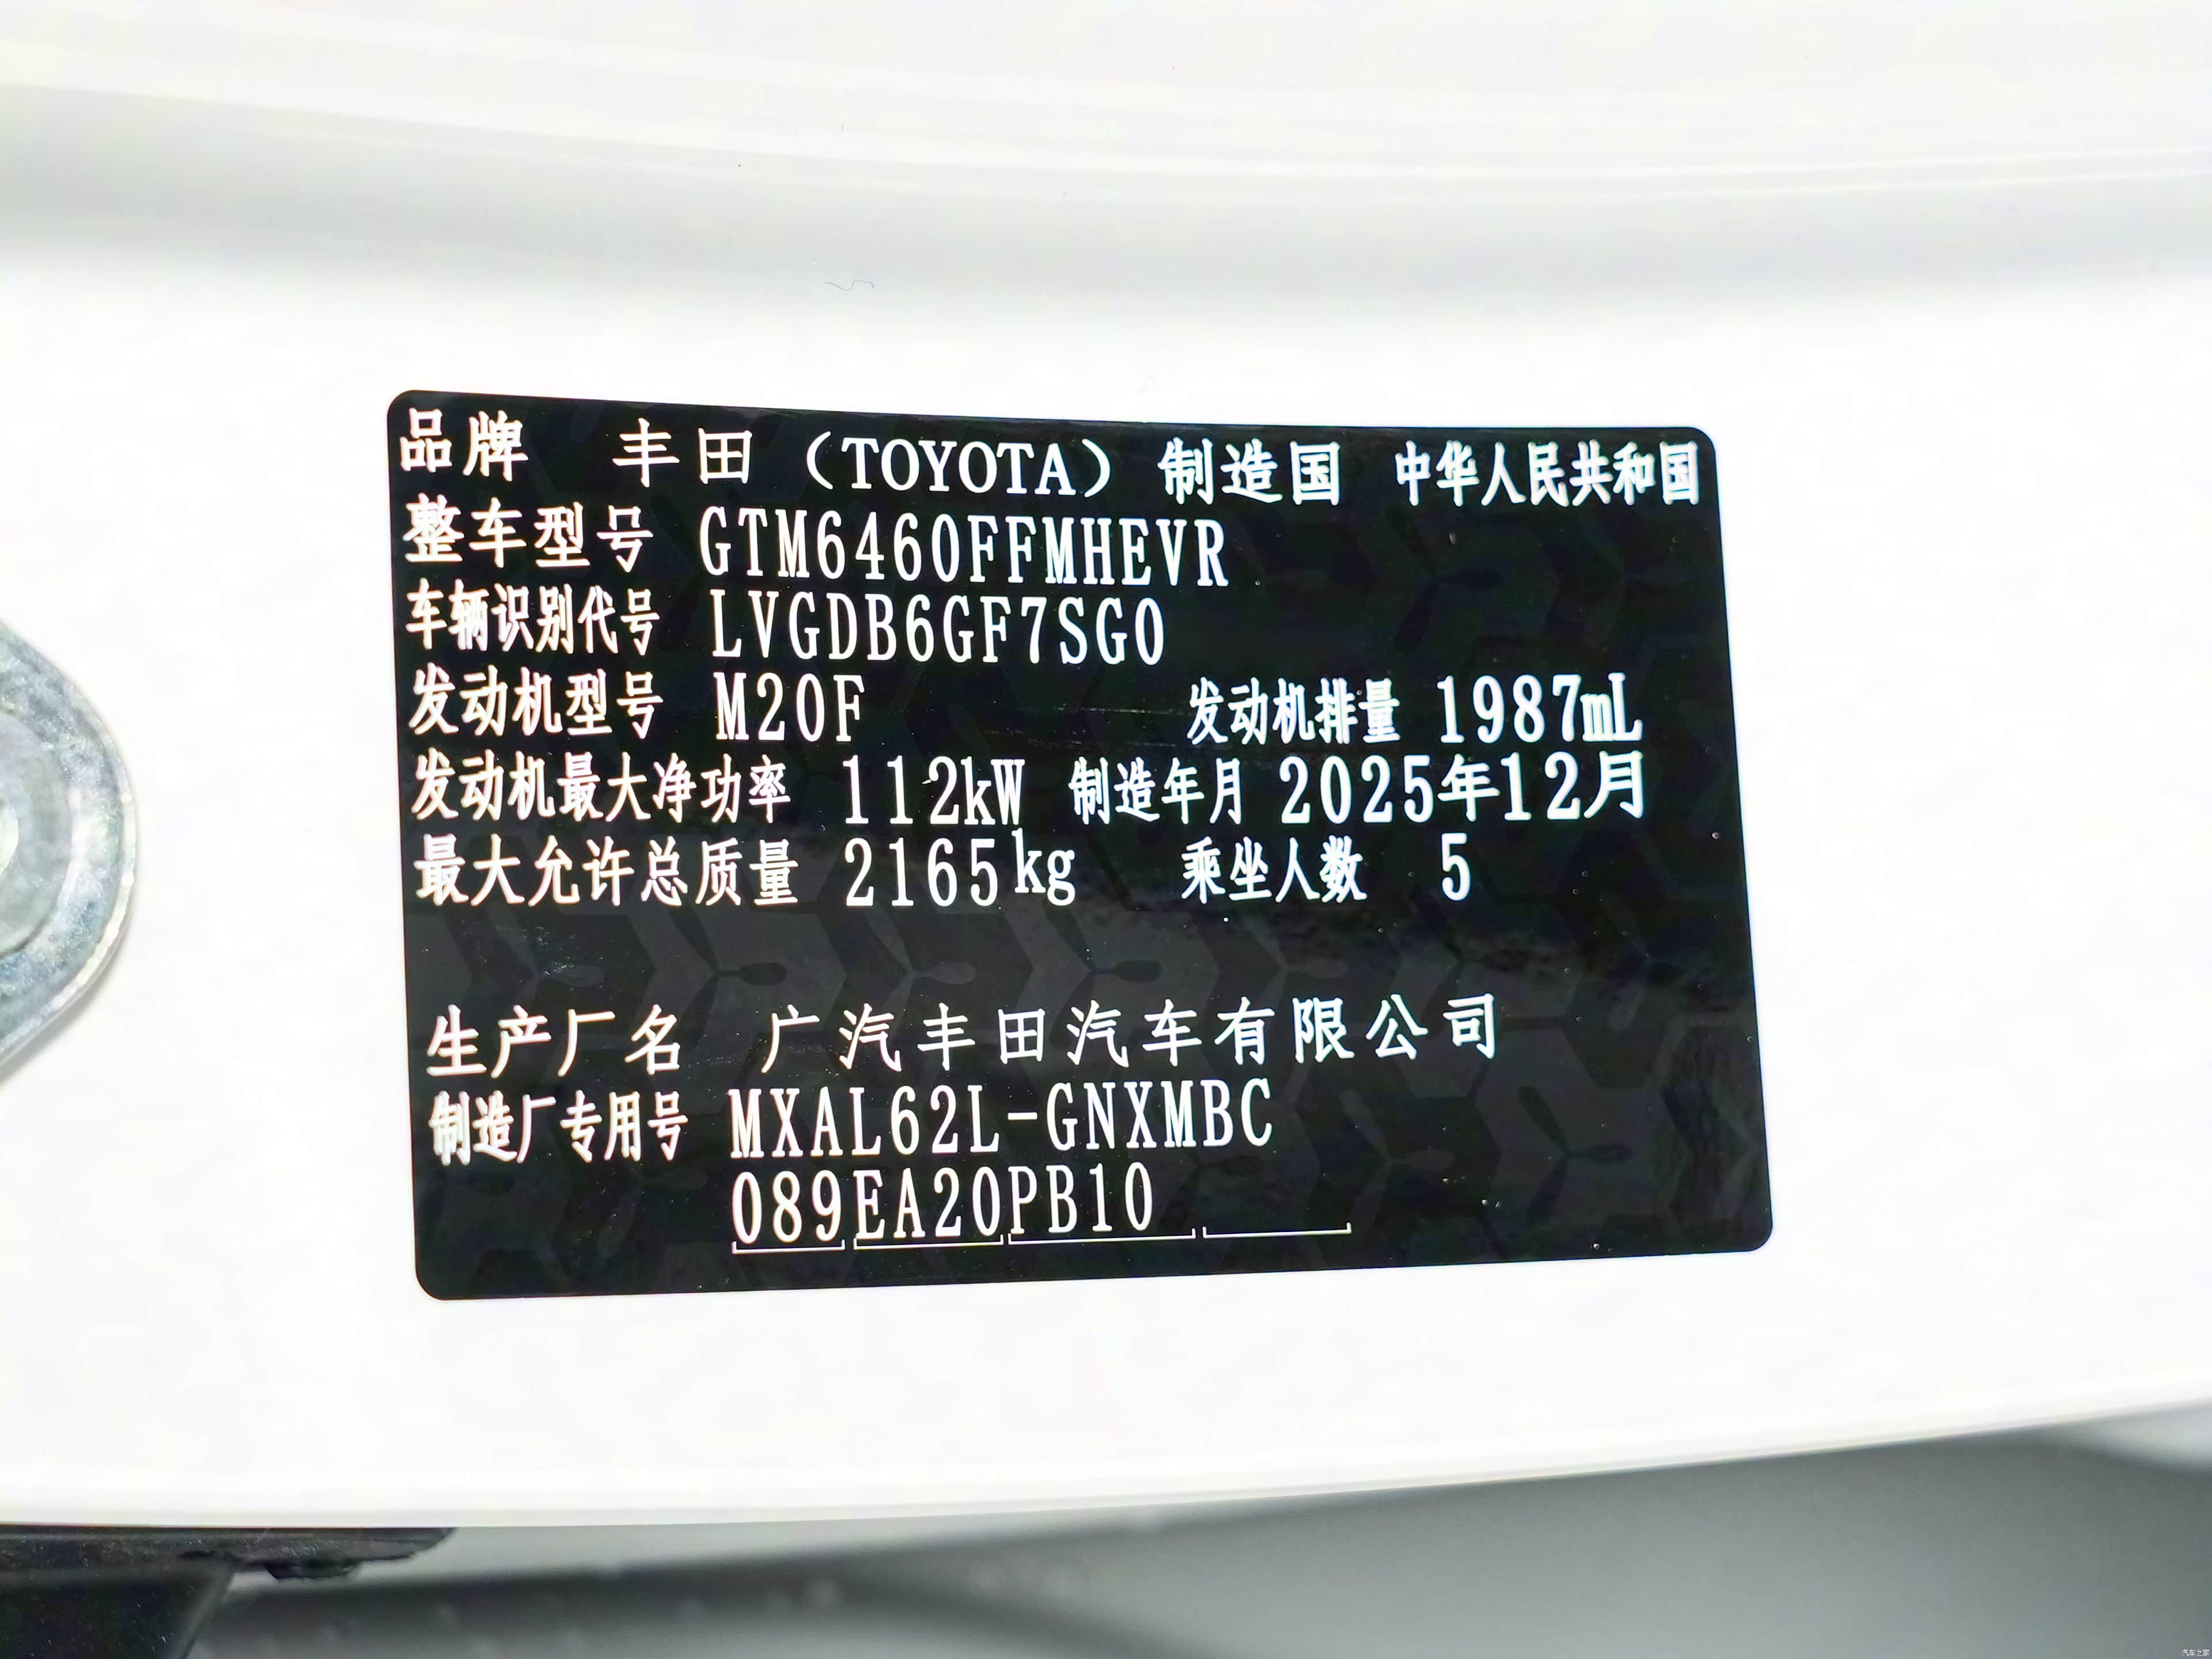 品牌 丰田（TOYOTA） 制造国 中华人民共和国
整车型号 GTM6460FFMHEVR
车辆识别代号 LVGDB6GF7SG0
发动机型号 M20F 发动机排量 1987mL
发动机最大净功率 112kW 制造年月 2025年12月
最大允许总质量 2165kg 乘坐人数 5
生产厂名 广汽丰田汽车有限公司
制造厂专用号 MXAL62L-GNXMBC
089EA20PB10
汽车之家